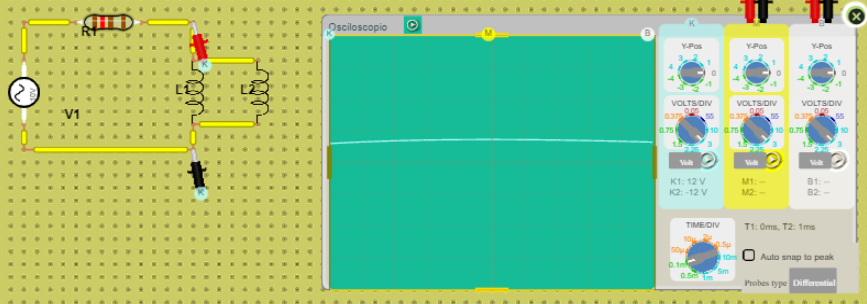 R1
K
L1
L2
10V
V1
K
Osciloscopio
K
M
B
K
M
B
Y-Pos
Y-Pos
Y-Pos
VOLTS/DIV
VOLTS/DIV
VOLTS/DIV
Volt
Volt
Volt
K1: 12 V
K2: -12 V
M1: --
M2: --
B1: --
B2: --
TIME/DIV
T1: 0ms, T2: 1ms
Auto snap to peak
Probes type
Differential